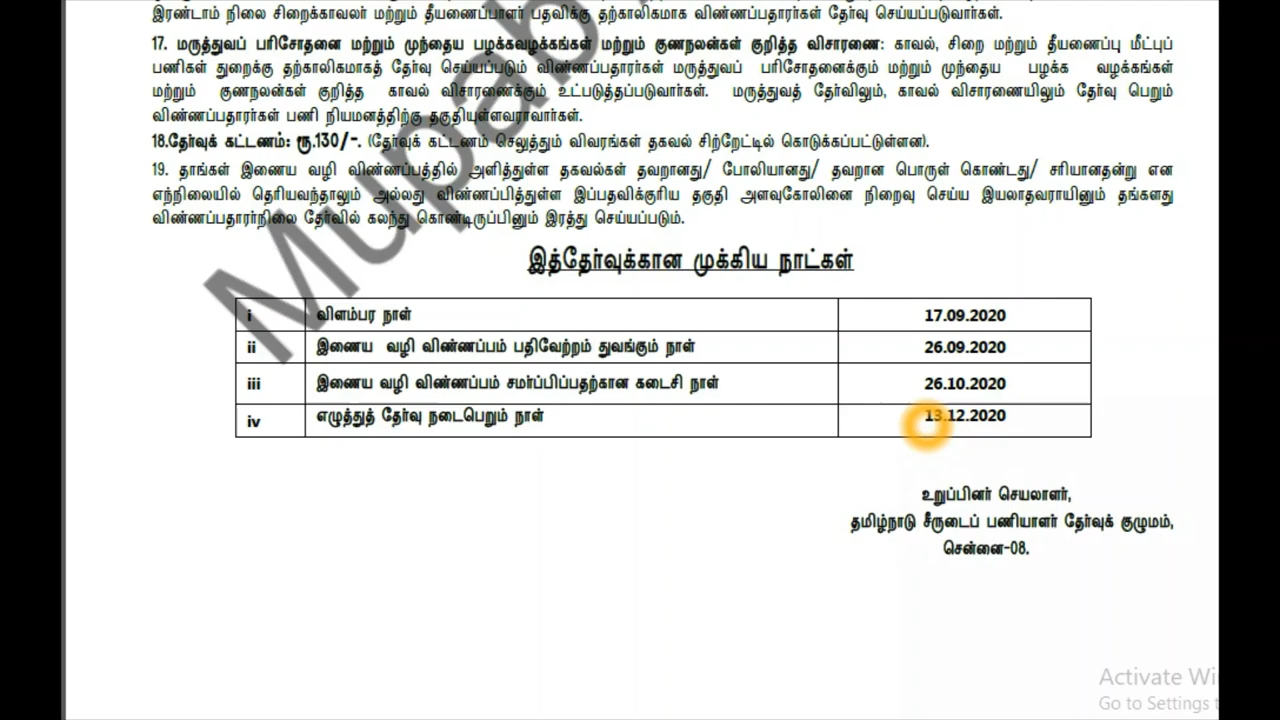 இரண்டாம் நிலை சிறைக்காவலர் மற்றும் தீயணைப்பாளர் பதவிக்கு தற்காலிகமாக விண்ணப்பதாரர்கள் தேர்வு செய்யப்படுவார்கள்.
17. மருத்துவப் பரிசோதனை மற்றும் முந்தைய பழக்கவழக்கங்கள் மற்றும் குணநலன்கள் குறித்த விசாரணை: காவல், சிறை மற்றும் தீயணைப்பு மீட்புப்
பணிகள் துறைக்கு தற்காலிகமாகத் தேர்வு செய்யப்படும் விண்ணப்பதாரர்கள் மருத்துவப் பரிசோதனைக்கும் மற்றும் முந்தைய பழக்க வழக்கங்கள்
மற்றும் குணநலன்கள் குறித்த காவல் விசாரணைக்கும் உட்படுத்தப்படுவார்கள். மருத்துவத் தேர்விலும், காவல் விசாரணையிலும் தேர்வு பெறும்
விண்ணப்பதாரர்கள் பணி நியமனத்திற்கு தகுதியுள்ளவராவார்கள்.
18.தேர்வுக் கட்டணம்: ரூ.130/-. (தேர்வுக் கட்டணம் செலுத்தும் விவரங்கள் தகவல் சிற்றேட்டில் கொடுக்கப்பட்டுள்ளன).
19. தாங்கள் இணைய வழி விண்ணப்பத்தில் அளித்துள்ள தகவல்கள் தவறானது/ போலியானது/ தவறான பொருள் கொண்டது/ சரியானதன்று என
எந்நிலையில் தெரியவந்தாலும் அல்லது விண்ணப்பித்துள்ள இப்பதவிக்குரிய தகுதி அளவுகோலினை நிறைவு செய்ய இயலாதவராயினும் தங்களது
விண்ணப்பதாரர்நிலை தேர்வில் கலந்து கொண்டிருப்பினும் இரத்து செய்யப்படும்.
Mupab
இத்தேர்வுக்கான முக்கிய நாட்கள்
i விளம்பர நாள் 17.09.2020
ii இணைய வழி விண்ணப்பம் பதிவேற்றம் துவங்கும் நாள் 26.09.2020
iii இணைய வழி விண்ணப்பம் சமர்ப்பிப்பதற்கான கடைசி நாள் 26.10.2020
iv எழுத்துத் தேர்வு நடைபெறும் நாள் 13.12.2020
உறுப்பினர் செயலாளர்,
தமிழ்நாடு சீருடைப் பணியாளர் தேர்வுக் குழுமம்,
சென்னை-08.
Activate Wi
Go to Settings t